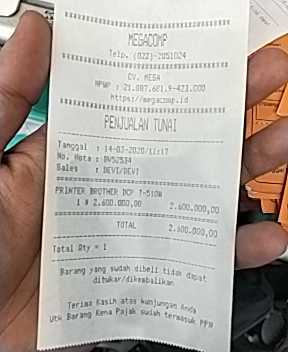 MEGACOMP
Telp. (022)-2051024
CV. MEGA
NPWP : 21.087.681.9-423.000
https://megacomp.id
PENJUALAN TUNAI
Tanggal : 14-03-2020/11:17
No. Nota : DV52534
Sales : DEVI/DEVI
PRINTER BROTHER DCP T-510W
1 # 2.600.000,00 2.600.000,00
TOTAL 2.600.000,00
Total Qty = 1
Barang yang sudah dibeli tidak dapat
ditukar/dikembalikan
Terima Kasih atas kunjungan Anda
Utk Barang Kena Pajak sudah termasuk PPN